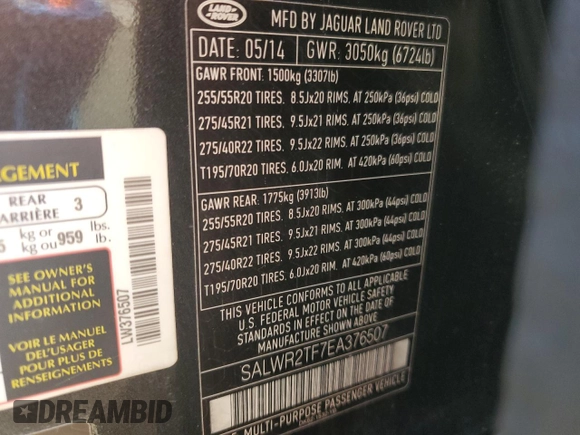 LAND-
ROVER
MFD BY JAGUAR LAND ROVER LTD
DATE: 05/14 GWR: 3050kg (6724lb)
GAWR FRONT: 1500kg (3307lb)
255/55R20 TIRES. 8.5Jx20 RIMS. AT 250kPa (36psi) COLD
275/45R21 TIRES. 9.5Jx21 RIMS. AT 250kPa (36psi) COLD
275/40R22 TIRES. 9.5Jx22 RIMS. AT 250kPa (36psi) COLD
T195/70R20 TIRES. 6.0Jx20 RIM. AT 420kPa (60psi) COLD
GAWR REAR: 1775kg (3913lb)
255/55R20 TIRES. 8.5Jx20 RIMS. AT 300kPa (44psi) COLD
275/45R21 TIRES. 9.5Jx21 RIMS. AT 300kPa (44psi) COLD
275/40R22 TIRES. 9.5Jx22 RIMS. AT 300kPa (44psi) COLD
T195/70R20 TIRES. 6.0Jx20 RIM. AT 420kPa (60psi) COLD
THIS VEHICLE CONFORMS TO ALL APPLICABLE
U.S. FEDERAL MOTOR VEHICLE SAFETY
STANDARDS IN EFFECT ON THE DATE OF
MANUFACTURE SHOWN ABOVE.
SALWR2TF7EA376507
MULTI-PURPOSE PASSENGER VEHICLE
GEMENT
REAR
ARRIÈRE 3
5 kg or 959 lbs.
kg ou lb.
SEE OWNER'S
MANUAL FOR
ADDITIONAL
INFORMATION
VOIR LE MANUEL
DEL'USAGER
POUR PLUS DE
RENSEIGNEMENTS
LW376507
DREAMBID